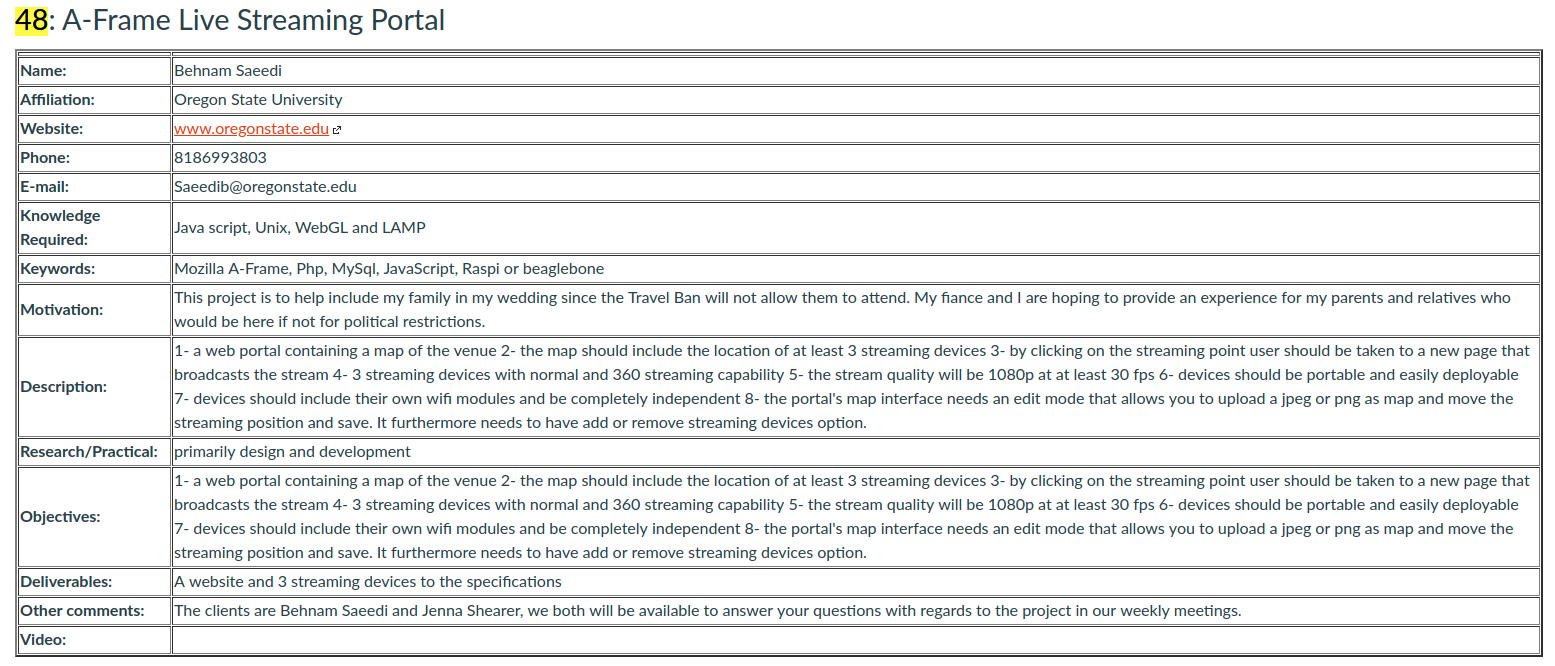 48: A-Frame Live Streaming Portal
Name: Behnam Saeedi
Affiliation: Oregon State University
Website: www.oregonstate.edu
Phone: 8186993803
E-mail: Saeedib@oregonstate.edu
Knowledge
Required: Java script, Unix, WebGL and LAMP
Keywords: Mozilla A-Frame, Php, MySql, JavaScript, Raspi or beaglebone
Motivation: This project is to help include my family in my wedding since the Travel Ban will not allow them to attend. My fiance and I are hoping to provide an experience for my parents and relatives who
would be here if not for political restrictions.
Description: 1- a web portal containing a map of the venue 2- the map should include the location of at least 3 streaming devices 3- by clicking on the streaming point user should be taken to a new page that
broadcasts the stream 4- 3 streaming devices with normal and 360 streaming capability 5- the stream quality will be 1080p at at least 30 fps 6- devices should be portable and easily deployable
7- devices should include their own wifi modules and be completely independent 8- the portal's map interface needs an edit mode that allows you to upload a jpeg or png as map and move the
streaming position and save. It furthermore needs to have add or remove streaming devices option.
Research/Practical: primarily design and development
Objectives: 1- a web portal containing a map of the venue 2- the map should include the location of at least 3 streaming devices 3- by clicking on the streaming point user should be taken to a new page that
broadcasts the stream 4- 3 streaming devices with normal and 360 streaming capability 5- the stream quality will be 1080p at at least 30 fps 6- devices should be portable and easily deployable
7- devices should include their own wifi modules and be completely independent 8- the portal's map interface needs an edit mode that allows you to upload a jpeg or png as map and move the
streaming position and save. It furthermore needs to have add or remove streaming devices option.
Deliverables: A website and 3 streaming devices to the specifications
Other comments: The clients are Behnam Saeedi and Jenna Shearer, we both will be available to answer your questions with regards to the project in our weekly meetings.
Video: